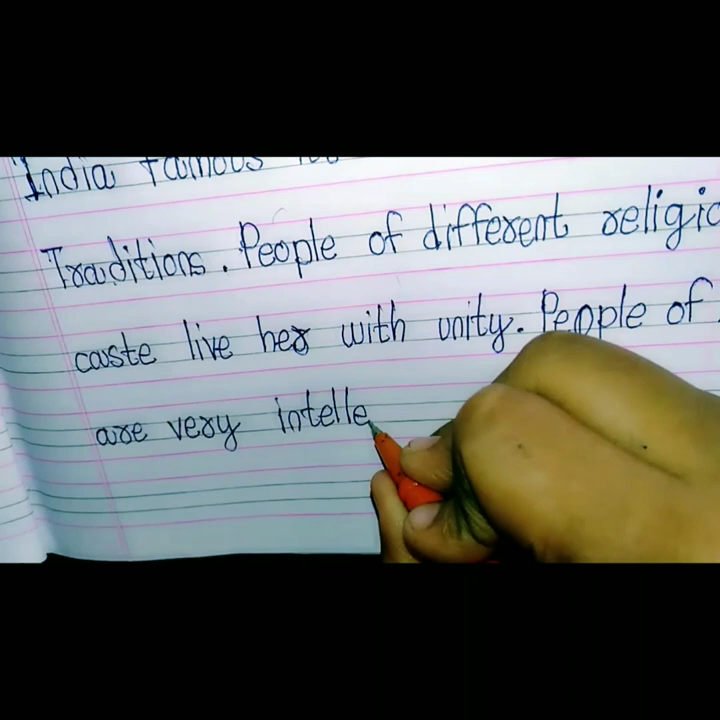 India famous
Traditions. People of different religio
caste live her with unity. People of
are very intelle